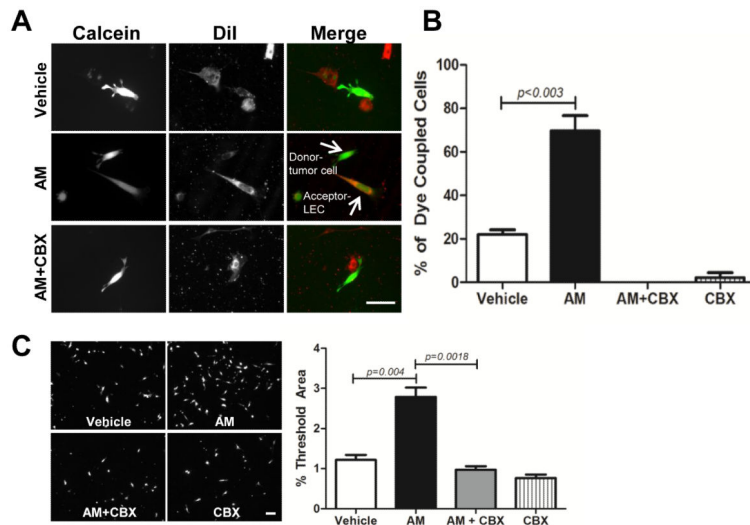 A
Calcein DiI Merge
Vehicle
AM
Donor-
tumor cell
Acceptor-
LEC
AM+CBX
B
% of Dye Coupled Cells
100
80
60
40
20
0
p<0.003
Vehicle AM AM+CBX CBX
C
Vehicle AM
AM+CBX CBX
% Threshold Area
4
3
2
1
0
p=0.004
p=0.0018
Vehicle AM AM + CBX CBX